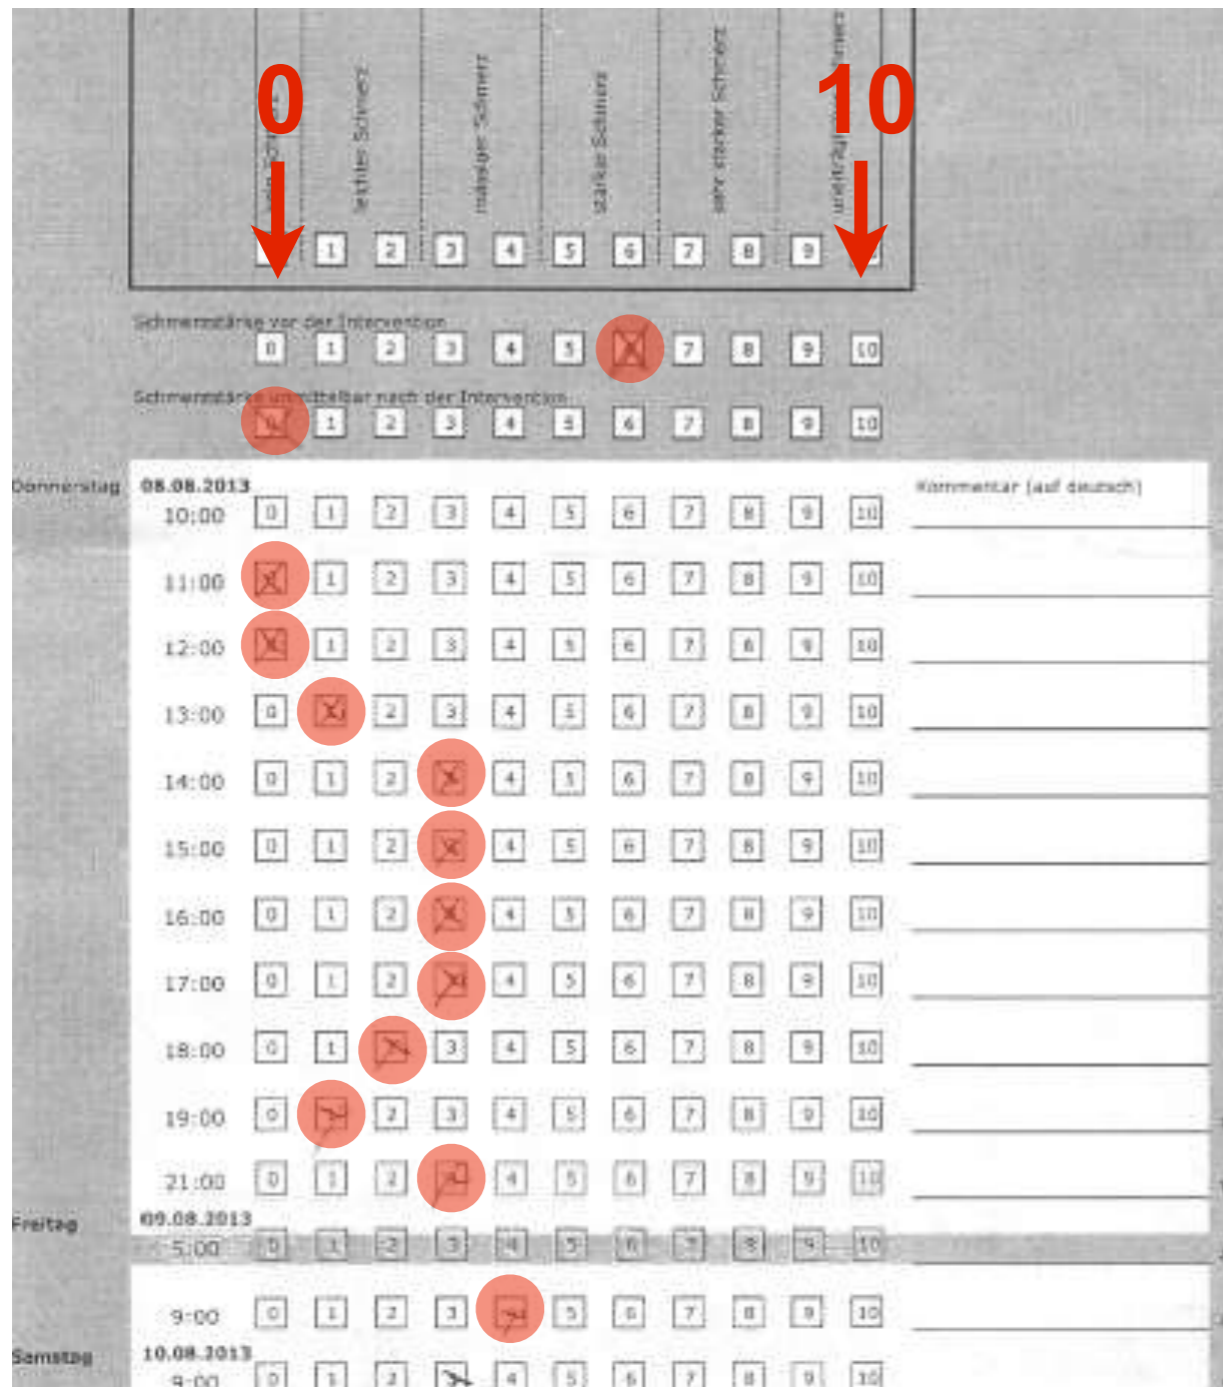 0 10
leichter Schmerz
mässiger Schmerz
starker Schmerz
sehr starker Schmerz
1 2 3 4 5 6 7 8 9
Schmerzstärke vor der Intervention
0 1 2 3 4 5 7 8 9 10
Schmerzstärke unmittelbar nach der Intervention
0 1 2 3 4 5 6 7 8 9 10
Donnerstag 08.08.2013 Kommentar (auf deutsch)
10:00 0 1 2 3 4 5 6 7 8 9 10
11:00 1 2 3 4 5 6 7 8 9 10
12:00 1 2 3 4 5 6 7 8 9 10
13:00 0 2 3 4 5 6 7 8 9 10
14:00 0 1 2 4 5 6 7 8 9 10
15:00 0 1 2 4 5 6 7 8 9 10
16:00 0 1 2 4 5 6 7 8 9 10
17:00 0 1 2 4 5 6 7 8 9 10
18:00 0 1 3 4 5 6 7 8 9 10
19:00 0 2 3 4 5 6 7 8 9 10
21:00 0 1 2 4 5 6 7 8 9 10
Freitag 09.08.2013
5:00 0 1 2 3 4 5 6 7 8 9 10
9:00 0 1 2 3 5 6 7 8 9 10
Samstag 10.08.2013
9:00 0 1 2 4 5 6 7 8 9 10